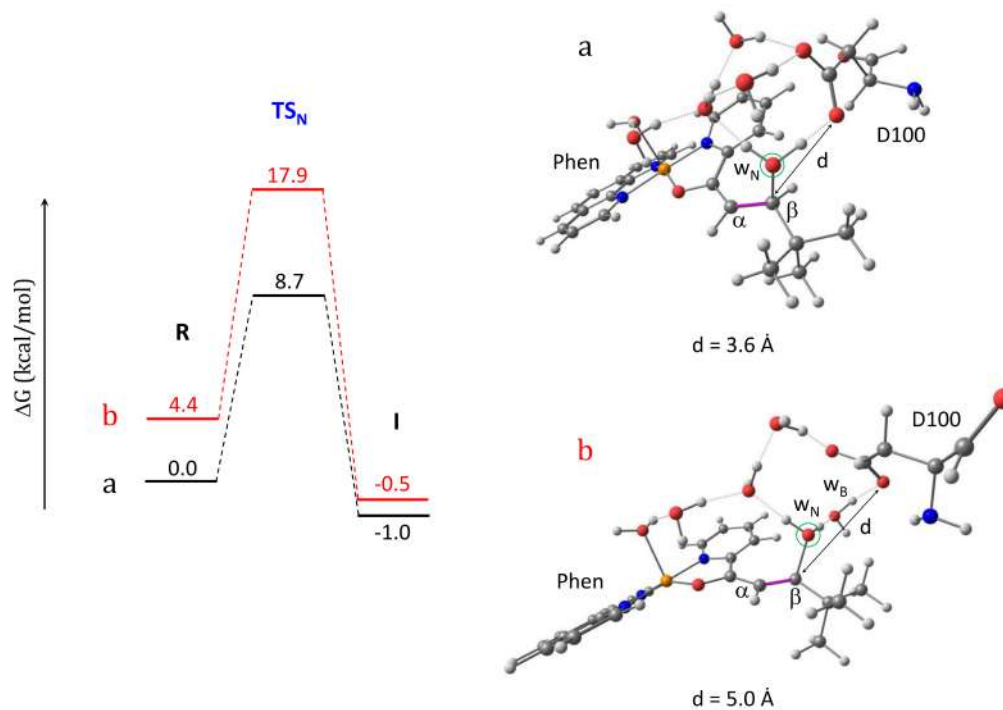 ΔG (kcal/mol)
TS_N
17.9
8.7
R
b
4.4
a
0.0
I
-0.5
-1.0
a
Phen
D100
w_N
d
α
β
d = 3.6 Å
b
D100
w_B
w_N
d
Phen
α
β
d = 5.0 Å